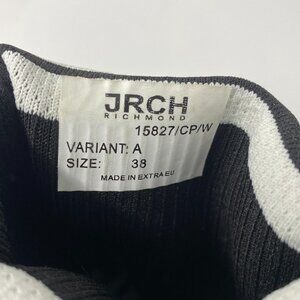 JRCH
RICHMOND
15827/CP/W
VARIANT: A
SIZE: 38
MADE IN EXTRA EU